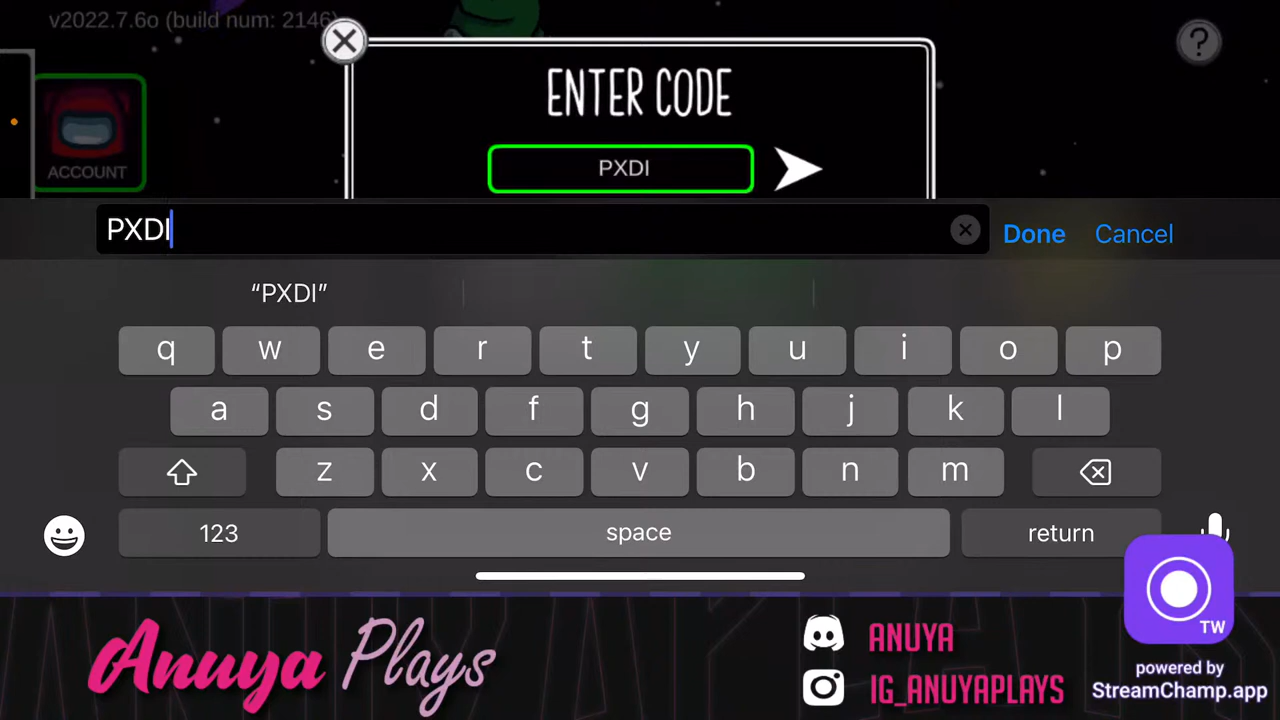 v2022.7.6o (build num: 2146)
?
ENTER CODE
ACCOUNT
PXDI
PXDI
Done Cancel
“PXDI”
q w e r t y u i o p
a s d f g h j k l
z x c v b n m
123 space return
TW
Anuya Plays
ANUYA
IG_ANUYAPLAYS
powered by
StreamChamp.app